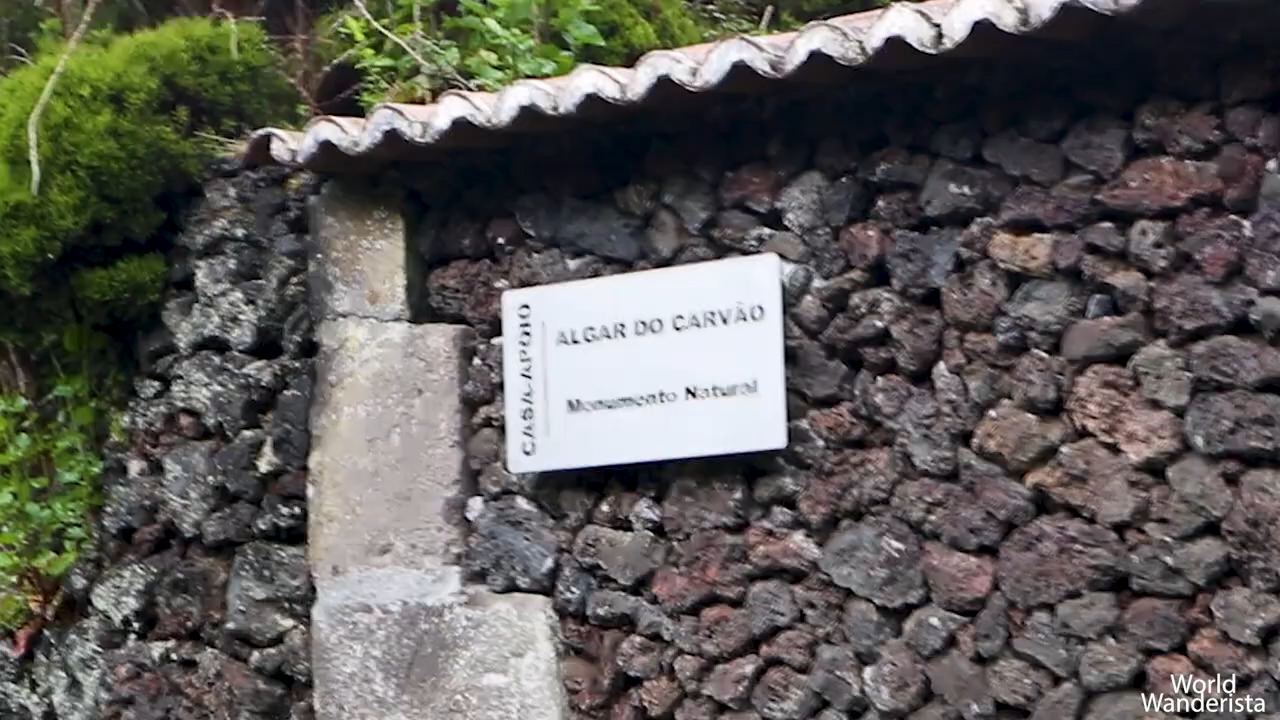 CASA APOIO
ALGAR DO CARVÃO
Monumento Natural
World
Wanderista